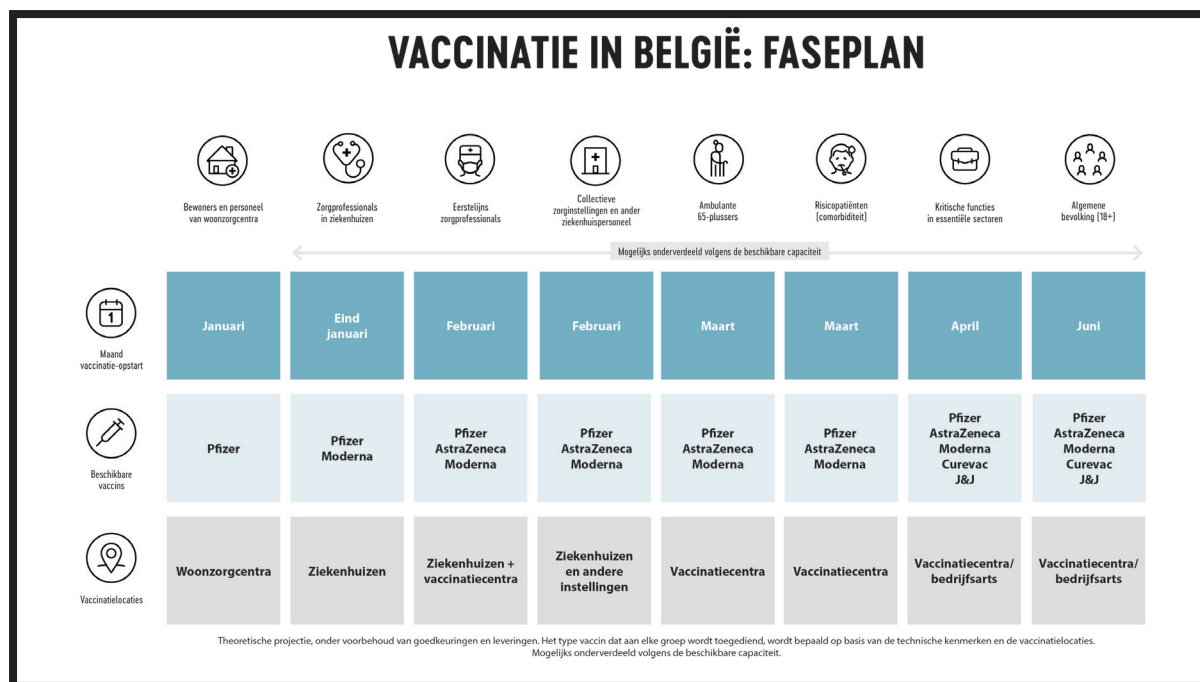 VACCINATIE IN BELGIË: FASEPLAN
Bewoners en personeel
van woonzorgcentra
Zorgprofessionals
in ziekenhuizen
Eerstelijns
zorgprofessionals
Collectieve
zorginstellingen en ander
ziekenhuispersoneel
Ambulante
65-plussers
Risicopatiënten
(comorbiditeit)
Kritische functies
in essentiële sectoren
Algemene
bevolking (18+)
Mogelijks onderverdeeld volgens de beschikbare capaciteit
1
Maand
vaccinatie-opstart
Januari
Eind
januari
Februari
Februari
Maart
Maart
April
Juni
Beschikbare
vaccins
Pfizer
Pfizer
Moderna
Pfizer
AstraZeneca
Moderna
Pfizer
AstraZeneca
Moderna
Pfizer
AstraZeneca
Moderna
Pfizer
AstraZeneca
Moderna
Pfizer
AstraZeneca
Moderna
Curevac
J&J
Pfizer
AstraZeneca
Moderna
Curevac
J&J
Vaccinatielocaties
Woonzorgcentra
Ziekenhuizen
Ziekenhuizen +
vaccinatiecentra
Ziekenhuizen
en andere
instellingen
Vaccinatiecentra
Vaccinatiecentra
Vaccinatiecentra/
bedrijfsarts
Vaccinatiecentra/
bedrijfsarts
Theoretische projectie, onder voorbehoud van goedkeuringen en leveringen. Het type vaccin dat aan elke groep wordt toegediend, wordt bepaald op basis van de technische kenmerken en de vaccinatielocaties.
Mogelijks onderverdeeld volgens de beschikbare capaciteit.